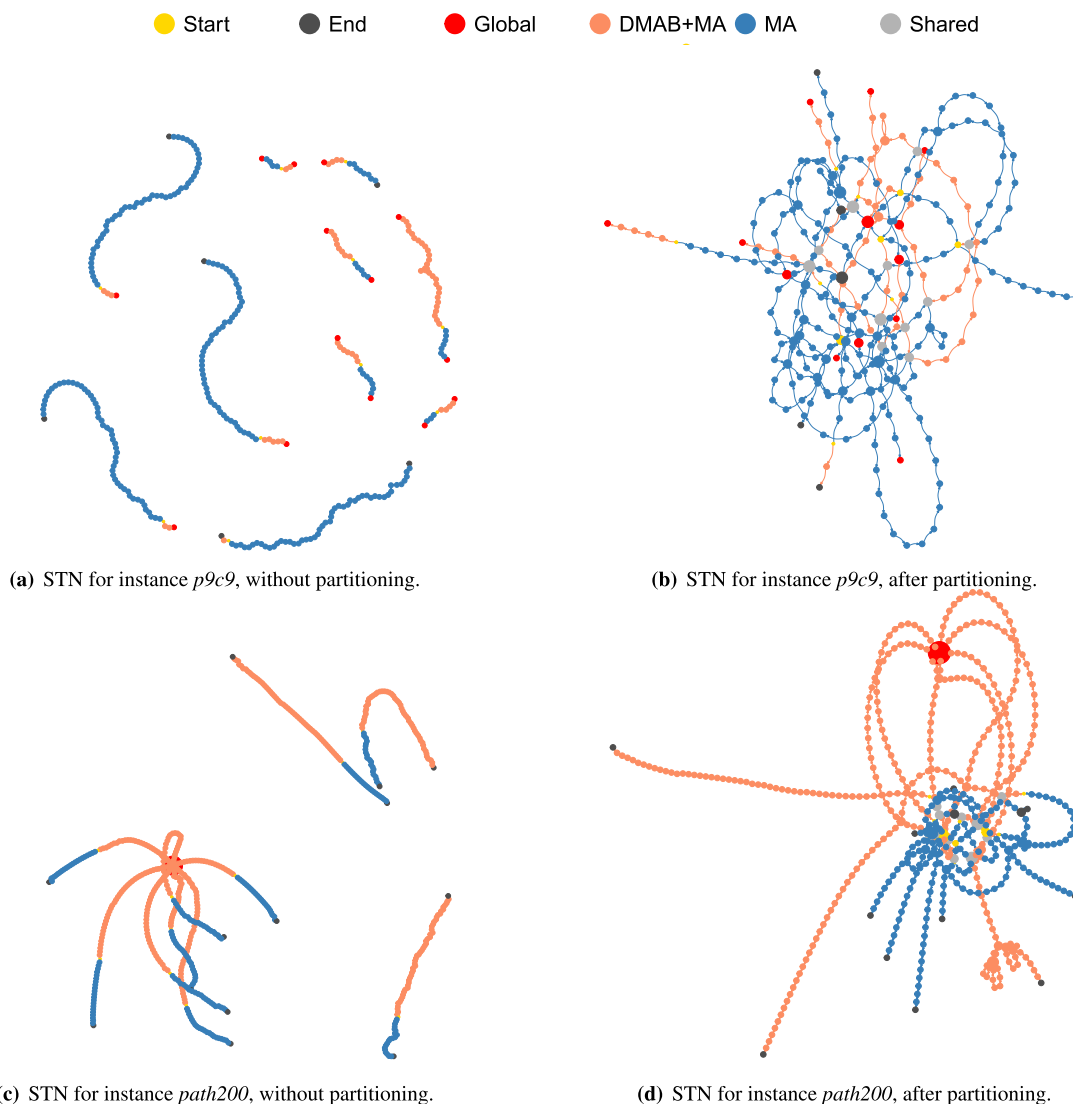 Start End Global DMAB+MA MA Shared
(a) STN for instance p9c9, without partitioning.
(b) STN for instance p9c9, after partitioning.
(c) STN for instance path200, without partitioning.
(d) STN for instance path200, after partitioning.